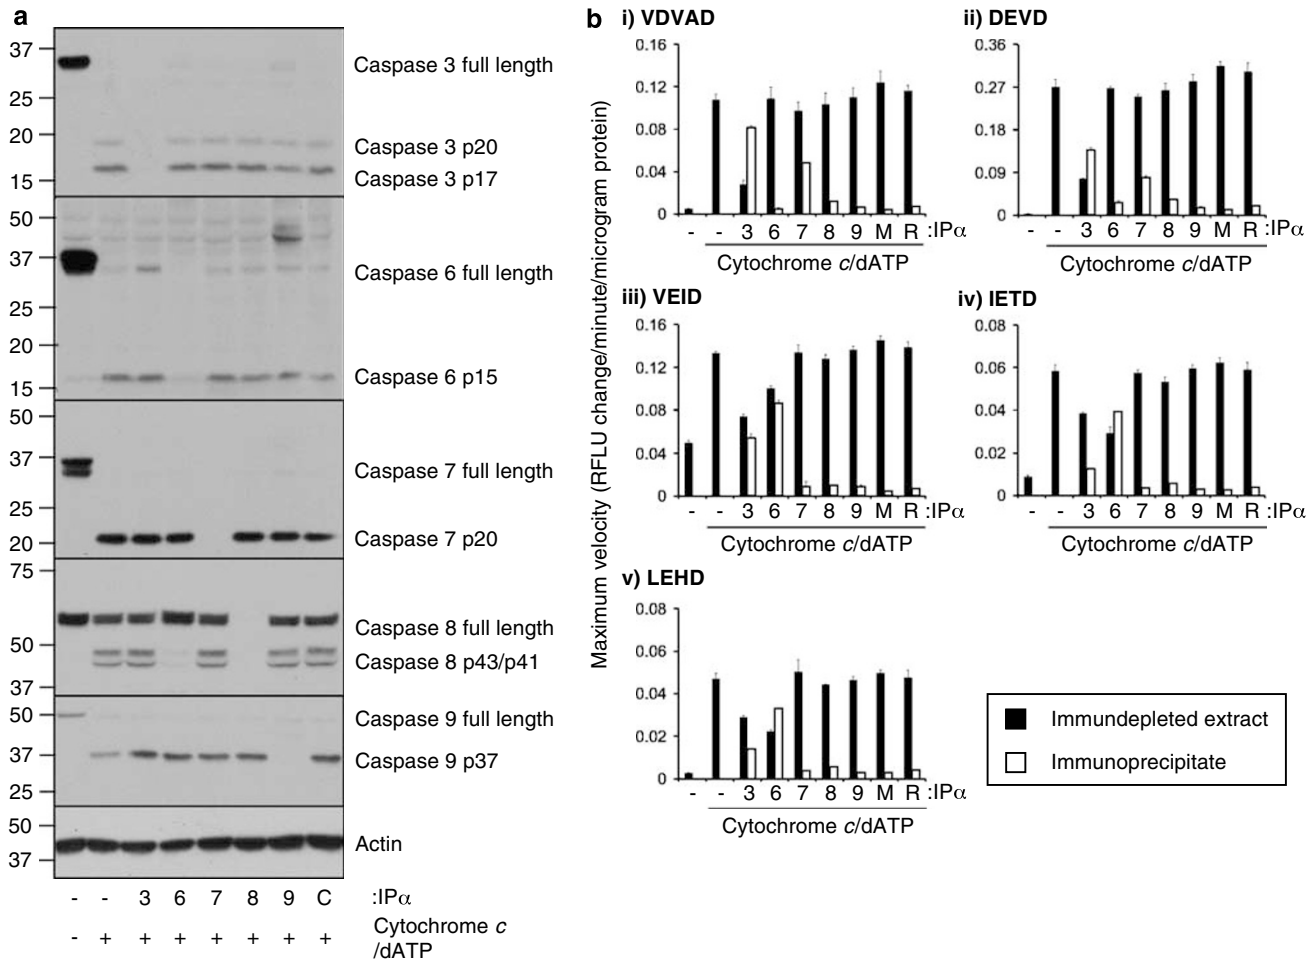 a
37
25
20
15
Caspase 3 full length
Caspase 3 p20
Caspase 3 p17
50
37
25
20
15
Caspase 6 full length
Caspase 6 p15
50
37
25
20
Caspase 7 full length
Caspase 7 p20
75
50
37
Caspase 8 full length
Caspase 8 p43/p41
50
37
25
Caspase 9 full length
Caspase 9 p37
50
37
Actin
- - 3 6 7 8 9 C :IPα
- + + + + + + + Cytochrome c
/dATP
b
Maximum velocity (RFLU change/minute/microgram protein)
i) VDVAD
0.16
0.12
0.08
0.04
0
- - 3 6 7 8 9 M R :IPα
Cytochrome c/dATP
ii) DEVD
0.36
0.27
0.18
0.09
0
- - 3 6 7 8 9 M R :IPα
Cytochrome c/dATP
iii) VEID
0.16
0.12
0.08
0.04
0
- - 3 6 7 8 9 M R :IPα
Cytochrome c/dATP
iv) IETD
0.08
0.06
0.04
0.02
0
- - 3 6 7 8 9 M R :IPα
Cytochrome c/dATP
v) LEHD
0.08
0.06
0.04
0.02
0
- - 3 6 7 8 9 M R :IPα
Cytochrome c/dATP
Immundepleted extract
Immunoprecipitate